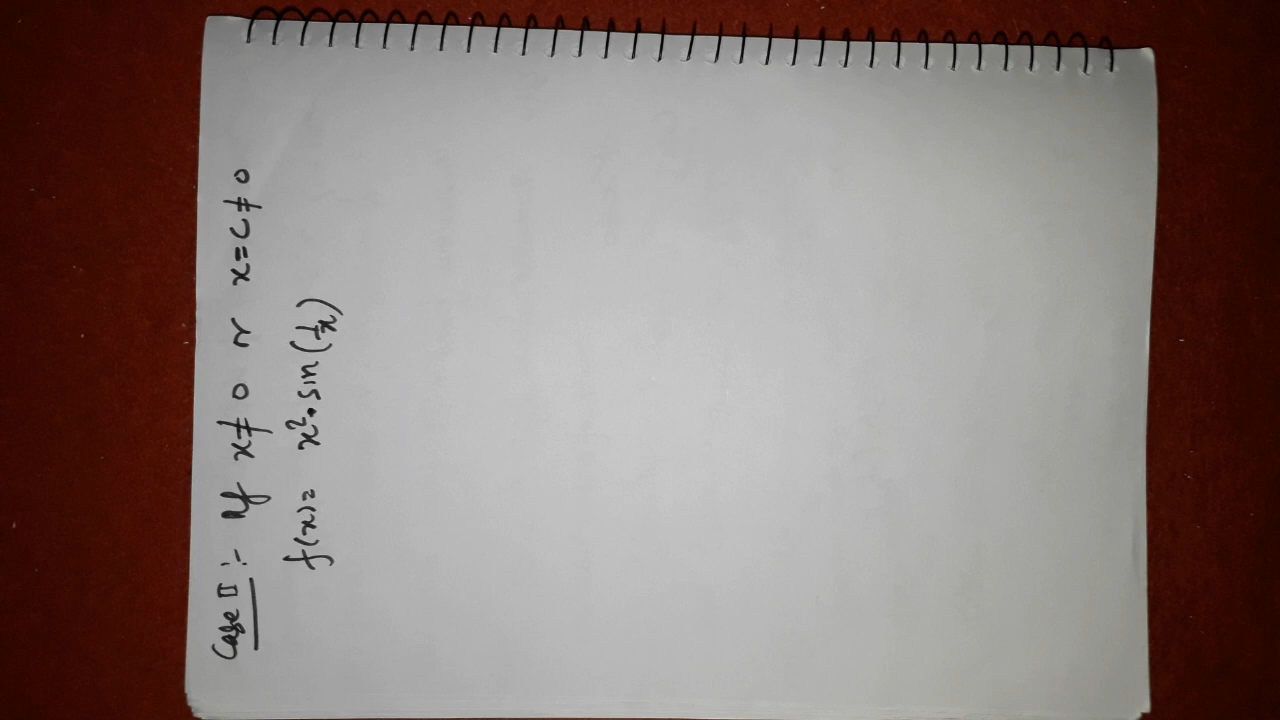 Case II :- If x ≠ 0 or x = c ≠ 0
f(x) = x². sin(1/x)